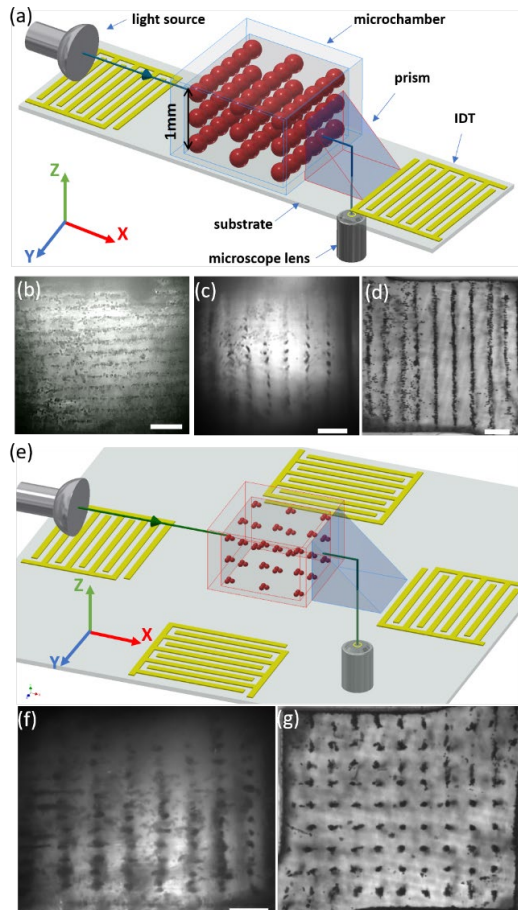 (a)
light source
microchamber
prism
IDT
1mm
Z
X
Y
substrate
microscope lens
(b)
(c)
(d)
(e)
Z
X
Y
(f)
(g)